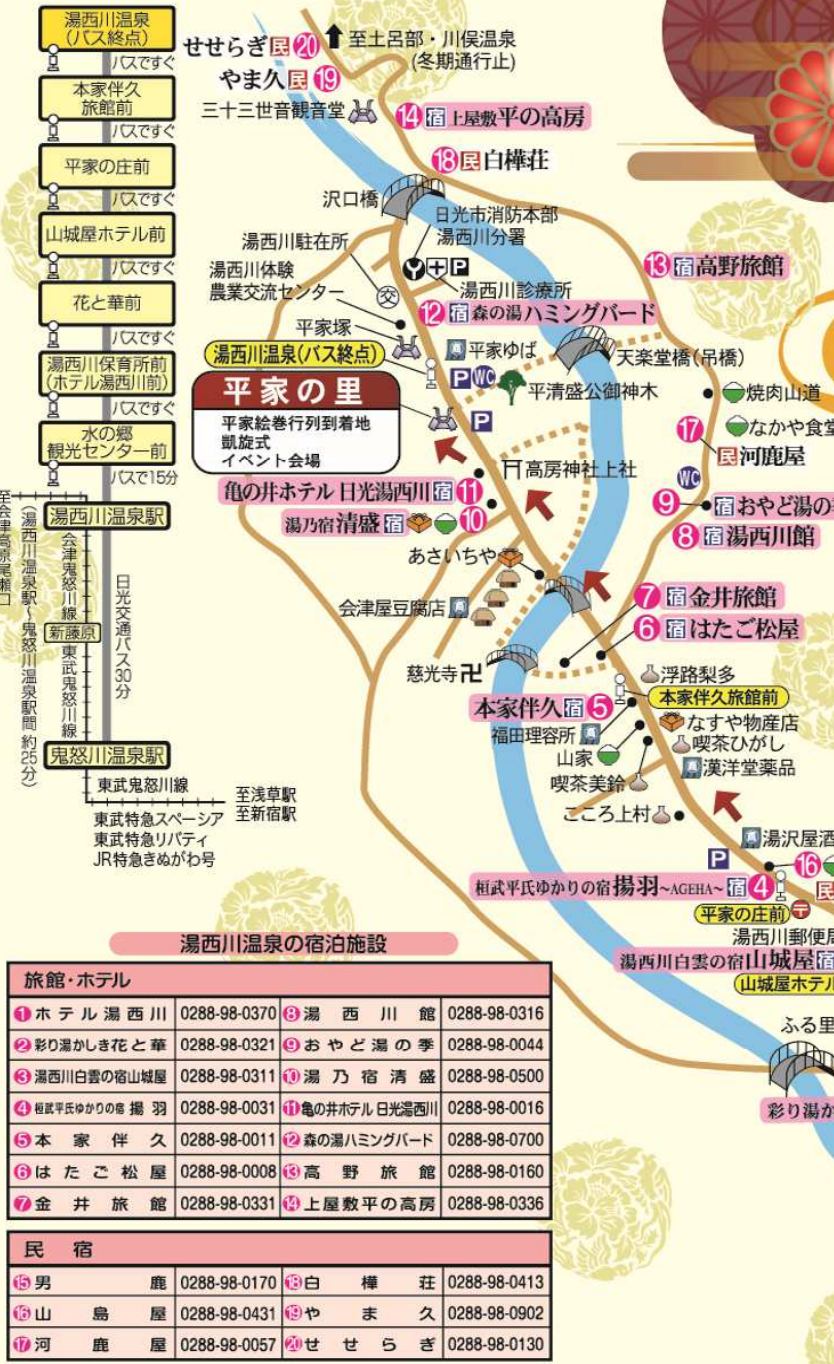 湯西川温泉
(バス終点)
バスですぐ
本家伴久
旅館前
バスですぐ
平家の庄前
バスですぐ
山城屋ホテル前
バスですぐ
花と華前
バスですぐ
湯西川保育所前
(ホテル湯西川前)
バスですぐ
水の郷
観光センター前
バスで15分
湯西川温泉駅
至会津高原尾瀬口
(湯西川温泉駅〜鬼怒川温泉駅間 約25分)
会津鬼怒川線
新藤原
東武鬼怒川線
日光交通バス30分
鬼怒川温泉駅
東武鬼怒川線
至浅草駅
至新宿駅
東武特急スペーシア
東武特急リバティ
JR特急きぬがわ号
せせらぎ 民 20
至土呂部・川俣温泉
(冬期通行止)
やま久 民 19
三十三世音観音堂
14 宿 上屋敷平の高房
18 民 白樺荘
沢口橋
日光市消防本部
湯西川分署
湯西川駐在所
交
P
湯西川診療所
湯西川体験
農業交流センター
13 宿 高野旅館
12 宿 森の湯 ハミングバード
平家塚
湯西川温泉(バス終点)
平家ゆば
天楽堂橋(吊橋)
P WC
平清盛公御神木
平家の里
平家絵巻行列到着地
凱旋式
イベント会場
P
焼肉山道
なかや食堂
17
民 河鹿屋
WC
高房神社上社
亀の井ホテル 日光湯西川 宿 11
湯乃宿 清盛 宿 10
9 宿 おやど湯の
8 宿 湯西川館
あさいちや
会津屋豆腐店
7 宿 金井旅館
6 宿 はたご松屋
慈光寺 卍
浮路梨多
本家伴久旅館前
本家伴久 宿 5
福田理容所
なすや物産店
喫茶ひがし
山家
漢洋堂薬品
喫茶美鈴
こころ上村
湯沢屋酒
P
16
民
桓武平氏ゆかりの宿 揚羽~AGEHA~ 宿 4
平家の庄前
湯西川郵便局
湯西川白雲の宿 山城屋 宿
山城屋ホテル
ふる里
彩り湯か
湯西川温泉の宿泊施設
旅館・ホテル
1 ホテル湯西川 0288-98-0370 8 湯西川館 0288-98-0316
2 彩り湯かしき花と華 0288-98-0321 9 おやど湯の季 0288-98-0044
3 湯西川白雲の宿山城屋 0288-98-0311 10 湯乃宿清盛 0288-98-0500
4 桓武平氏ゆかりの宿 揚羽 0288-98-0031 11 亀の井ホテル 日光湯西川 0288-98-0016
5 本家伴久 0288-98-0011 12 森の湯ハミングバード 0288-98-0700
6 はたご松屋 0288-98-0008 13 高野旅館 0288-98-0160
7 金井旅館 0288-98-0331 14 上屋敷平の高房 0288-98-0336
民宿
15 男鹿 0288-98-0170 18 白樺荘 0288-98-0413
16 山島屋 0288-98-0431 19 やま久 0288-98-0902
17 河鹿屋 0288-98-0057 20 せせらぎ 0288-98-0130